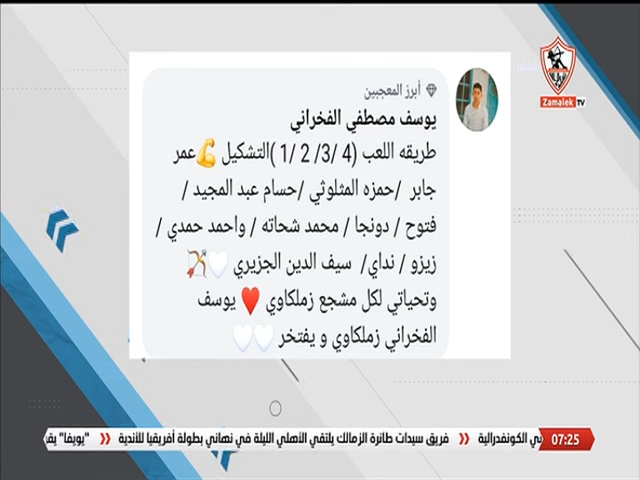 Zamalek TV
أبرز المعجبين
يوسف مصطفي الفخراني
طريقه اللعب (4 /3/ 2 /1 )التشكيل 💪عمر
جابر /حمزه المثلوثي /حسام عبد المجيد /
فتوح / دونجا / محمد شحاته / واحمد حمدي /
زيزو / نداي/ سيف الدين الجزيري 🤍🏹
وتحياتي لكل مشجع زملكاوي ❤️ يوسف
الفخراني زملكاوي و يفتخر 🤍🤍
07:25
ي الكونفدرالية » فريق سيدات طائرة الزمالك يلتقي الأهلي الليلة في نهائي بطولة أفريقيا للأندية » "يويفا"